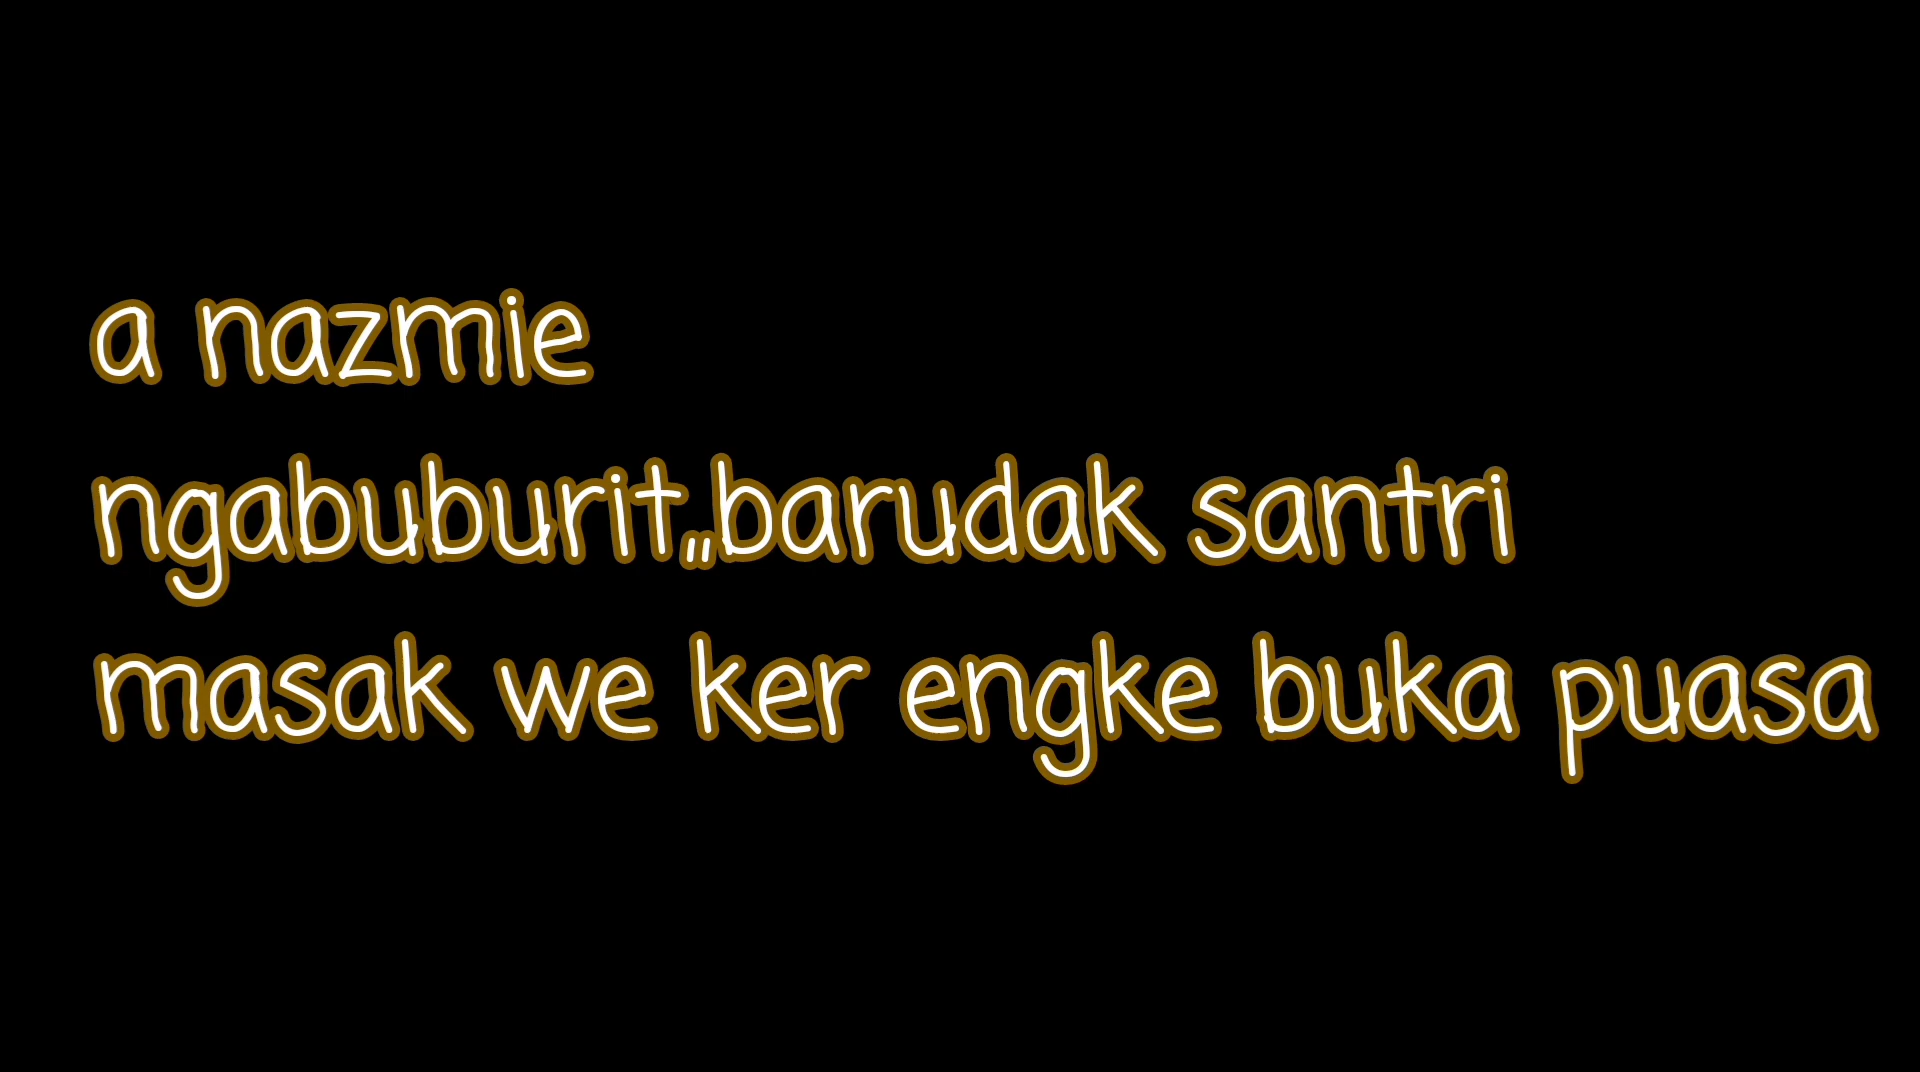 a nazmie
ngabuburit,,barudak santri
masak we ker engke buka puasa